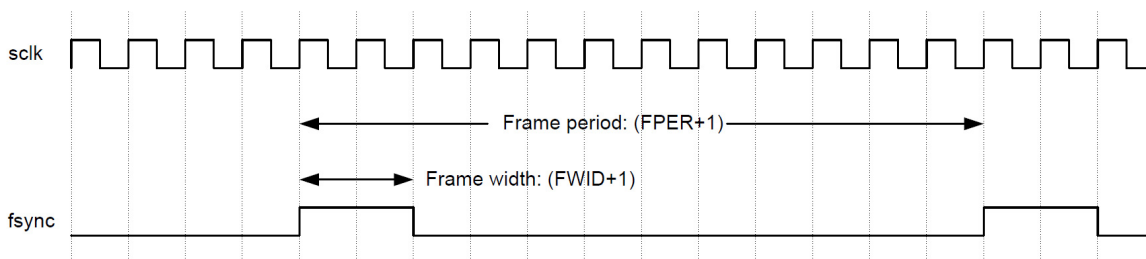 sclk
Frame period: (FPER+1)
Frame width: (FWID+1)
fsync